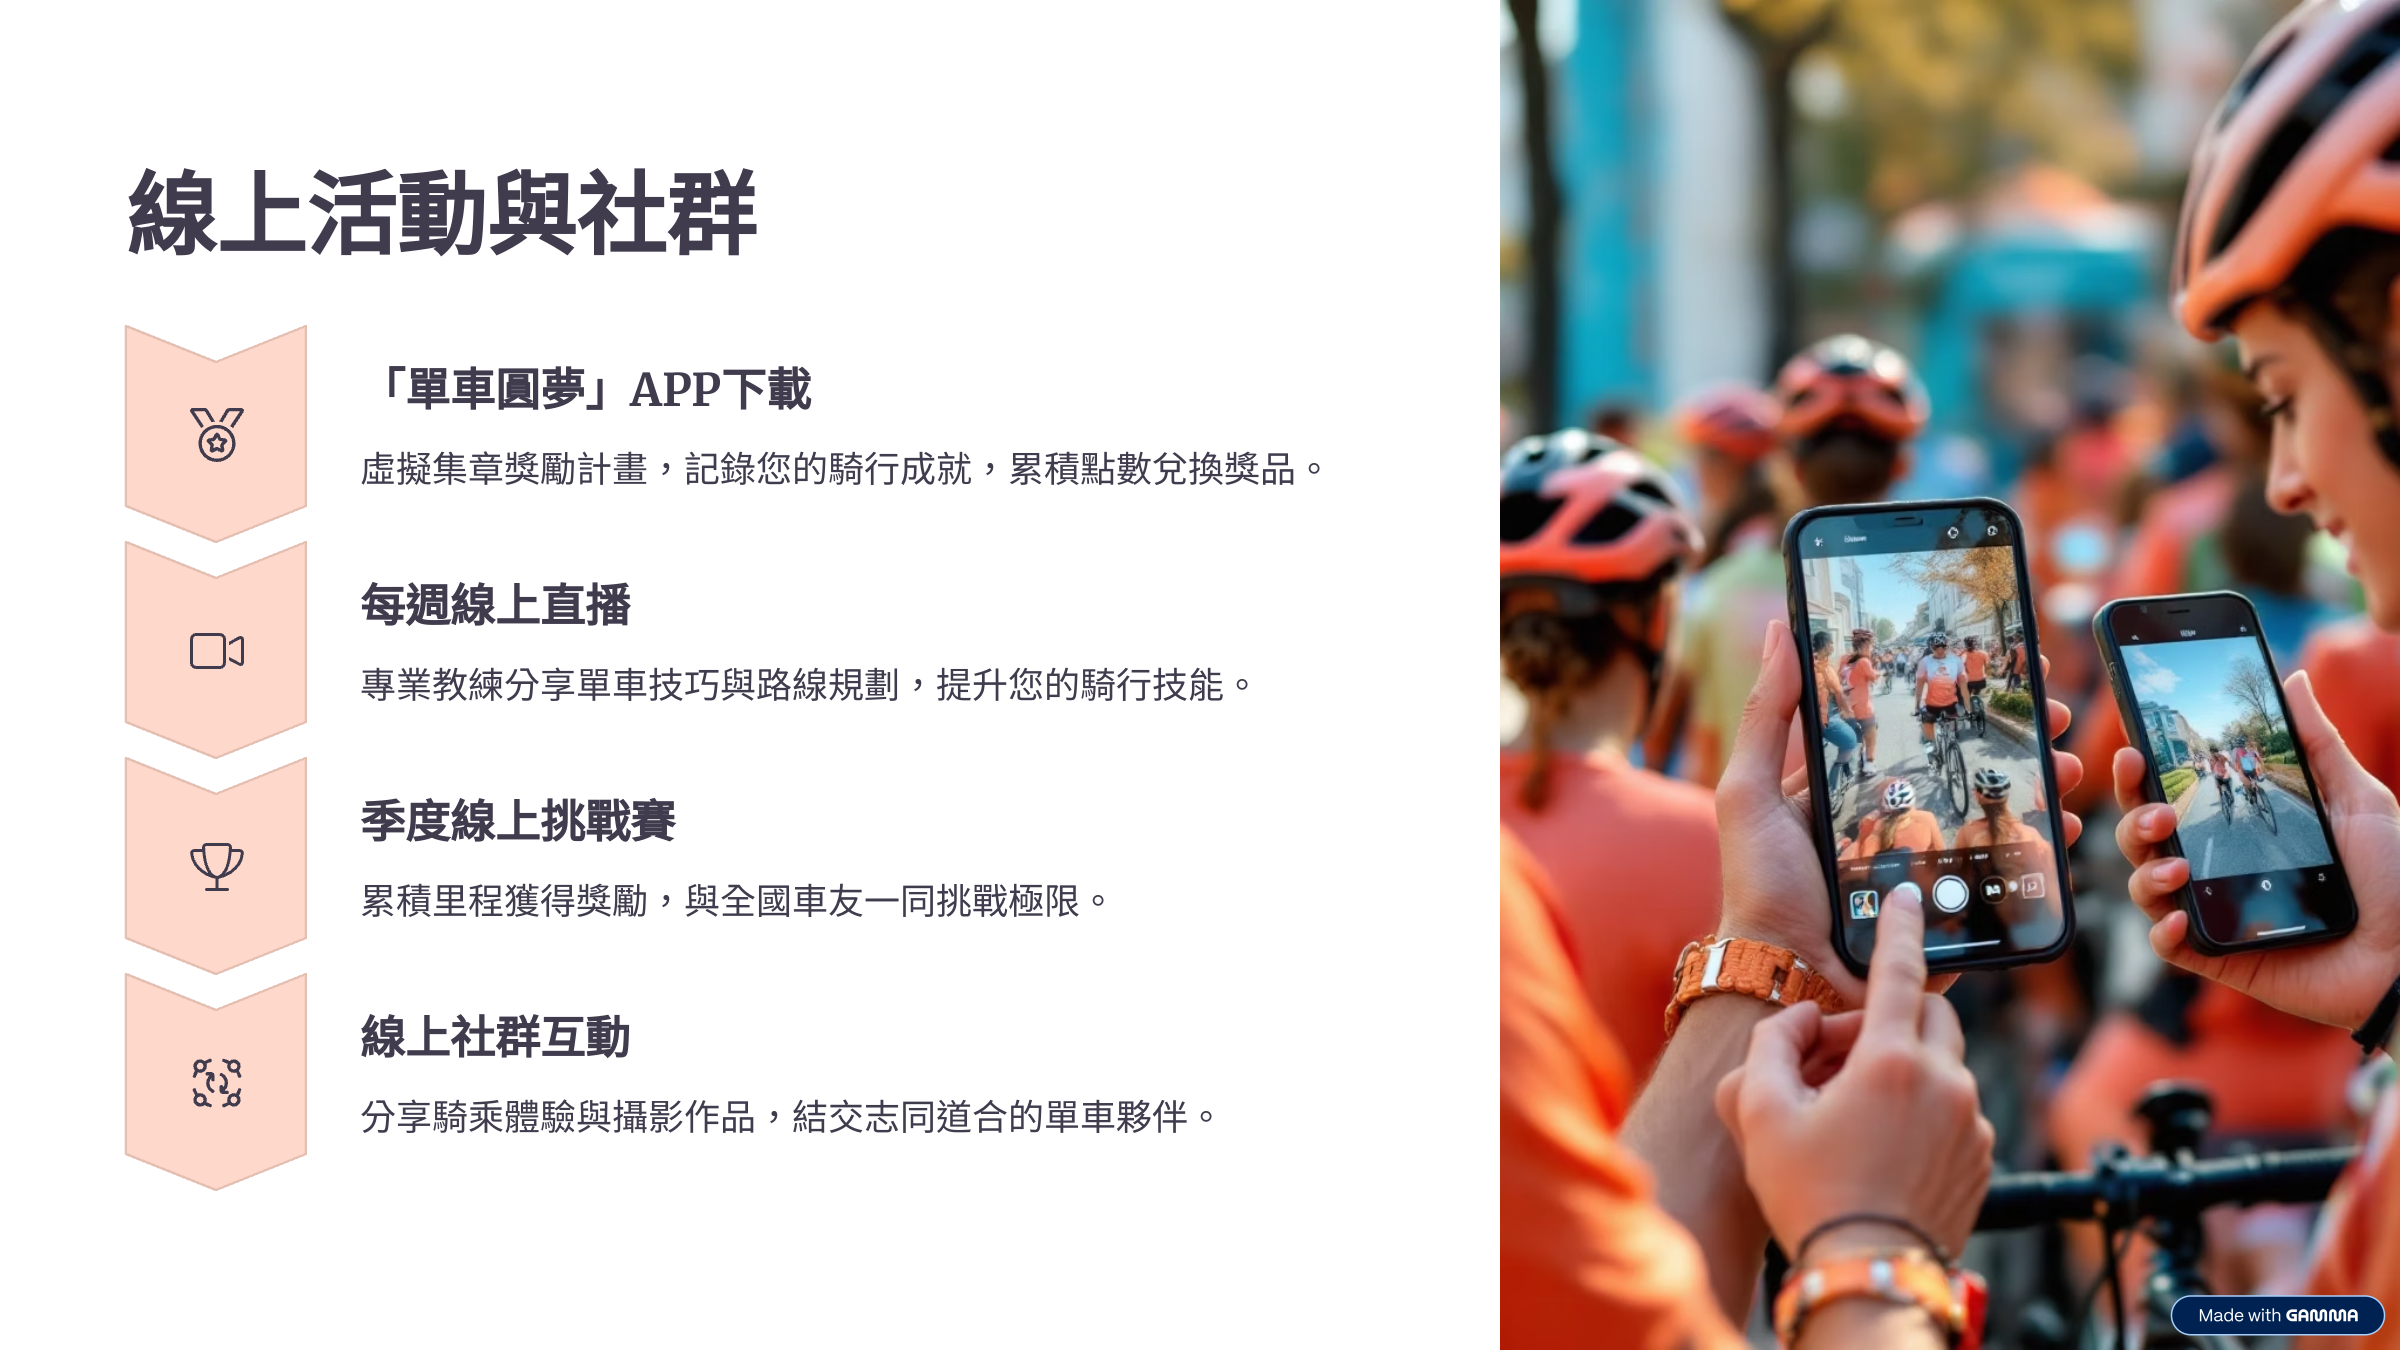 線上活動與社群
「單車圓夢」APP下載
虛擬集章獎勵計畫，記錄您的騎行成就，累積點數兌換獎品。
每週線上直播
專業教練分享單車技巧與路線規劃，提升您的騎行技能。
季度線上挑戰賽
累積里程獲得獎勵，與全國車友一同挑戰極限。
線上社群互動
分享騎乘體驗與攝影作品，結交志同道合的單車夥伴。
Made with GAMMA